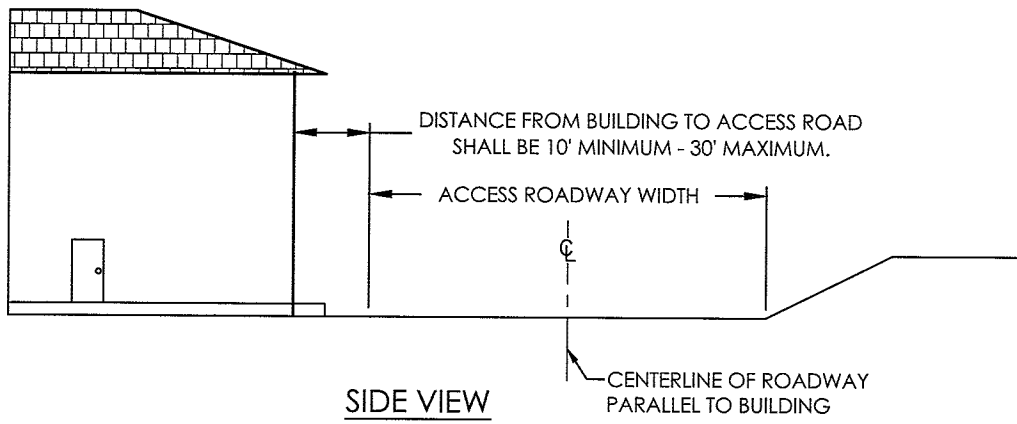 DISTANCE FROM BUILDING TO ACCESS ROAD
SHALL BE 10' MINIMUM - 30' MAXIMUM.
ACCESS ROADWAY WIDTH
℄
CENTERLINE OF ROADWAY
PARALLEL TO BUILDING
SIDE VIEW